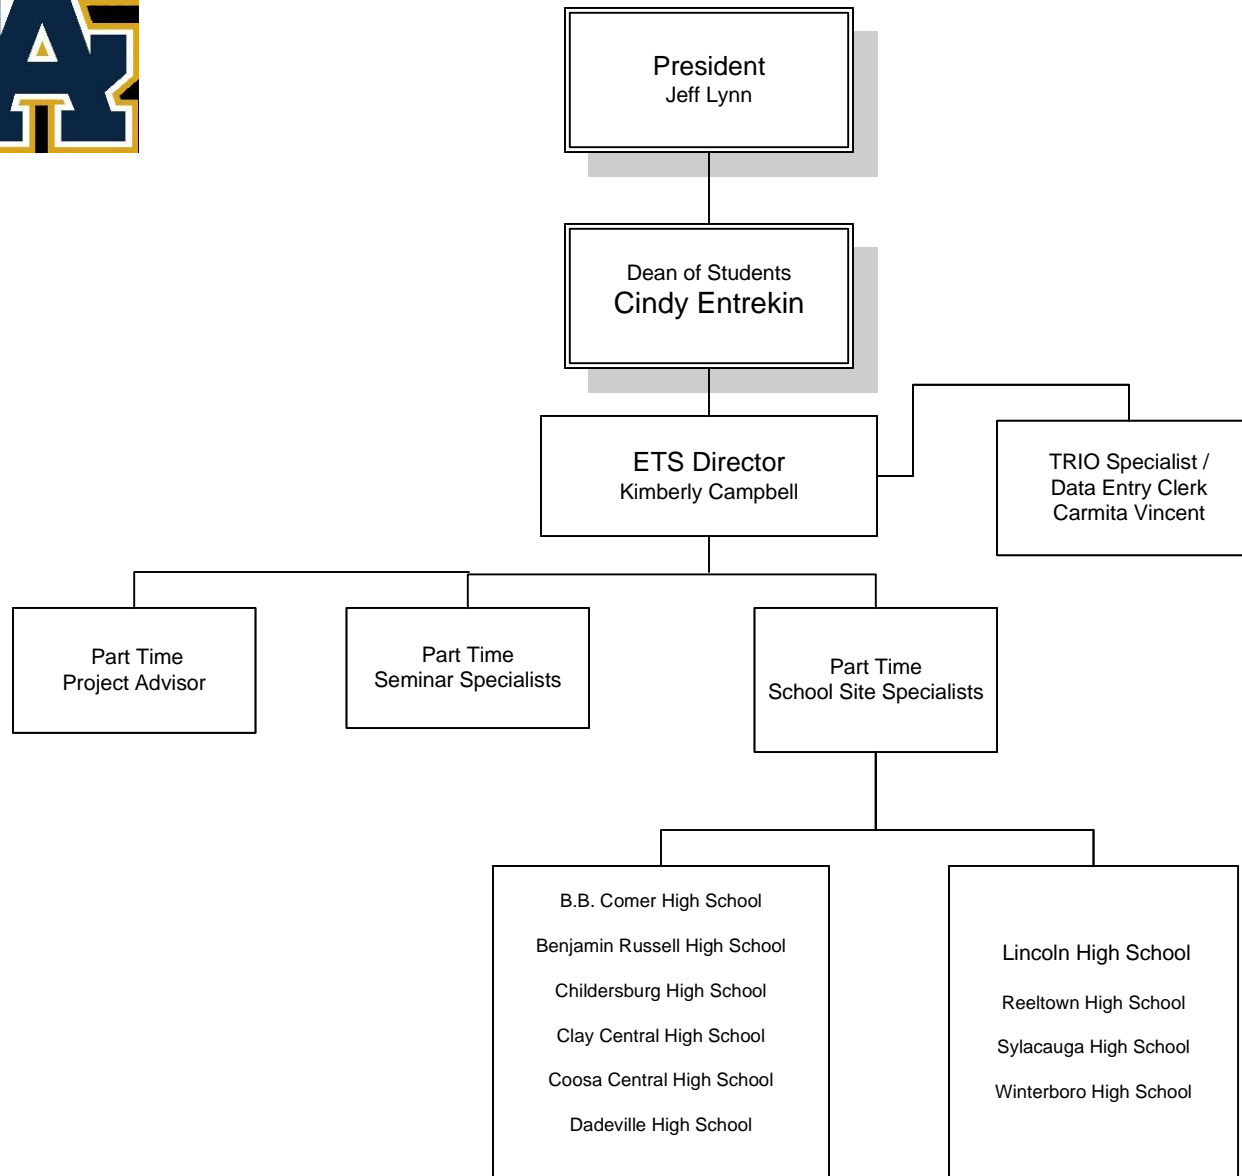 A
President
Jeff Lynn
Dean of Students
Cindy Entrekin
ETS Director
Kimberly Campbell
TRIO Specialist /
Data Entry Clerk
Carmita Vincent
Part Time
Project Advisor
Part Time
Seminar Specialists
Part Time
School Site Specialists
B.B. Comer High School
Benjamin Russell High School
Childersburg High School
Clay Central High School
Coosa Central High School
Dadeville High School
Lincoln High School
Reeltown High School
Sylacauga High School
Winterboro High School